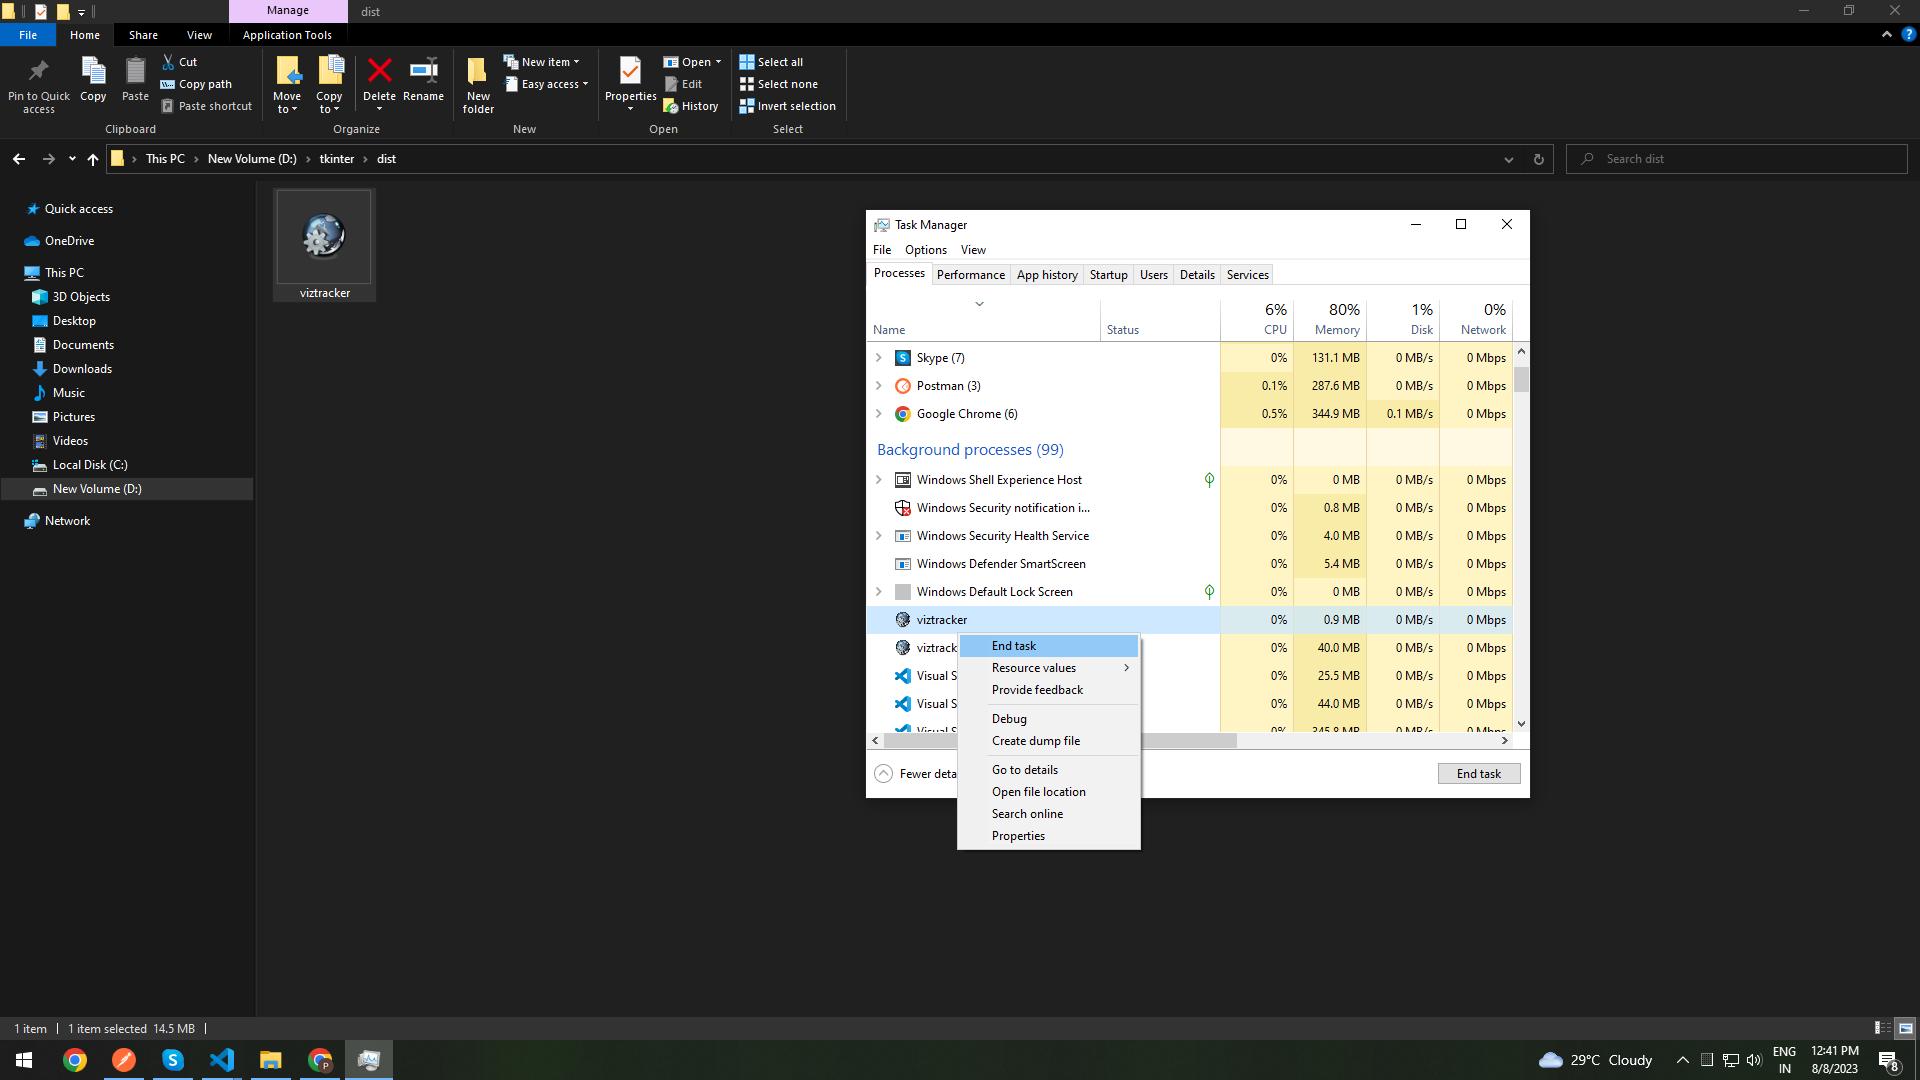 Manage
dist
File
Home
Share
View
Application Tools
Pin to Quick
access
Copy
Paste
Cut
Copy path
Paste shortcut
Clipboard
Move
to
Copy
to
Delete
Rename
Organize
New
folder
New item
Easy access
New
Properties
Open
Edit
History
Open
Select all
Select none
Invert selection
Select
This PC
New Volume (D:)
tkinter
dist
Search dist
Quick access
OneDrive
This PC
3D Objects
Desktop
Documents
Downloads
Music
Pictures
Videos
Local Disk (C:)
New Volume (D:)
Network
viztracker
Task Manager
File Options View
Processes Performance App history Startup Users Details Services
6% 80% 1% 0%
Name Status CPU Memory Disk Network
Skype (7) 0% 131.1 MB 0 MB/s 0 Mbps
Postman (3) 0.1% 287.6 MB 0 MB/s 0 Mbps
Google Chrome (6) 0.5% 344.9 MB 0.1 MB/s 0 Mbps
Background processes (99)
Windows Shell Experience Host 0% 0 MB 0 MB/s 0 Mbps
Windows Security notification i... 0% 0.8 MB 0 MB/s 0 Mbps
Windows Security Health Service 0% 4.0 MB 0 MB/s 0 Mbps
Windows Defender SmartScreen 0% 5.4 MB 0 MB/s 0 Mbps
Windows Default Lock Screen 0% 0 MB 0 MB/s 0 Mbps
viztracker 0% 0.9 MB 0 MB/s 0 Mbps
viztrack 0% 40.0 MB 0 MB/s 0 Mbps
Visual S 0% 25.5 MB 0 MB/s 0 Mbps
Visual S 0% 44.0 MB 0 MB/s 0 Mbps
Visual S 0% 345.8 MB 0 MB/s 0 Mbps
End task
Resource values
Provide feedback
Debug
Create dump file
Go to details
Open file location
Search online
Properties
Fewer deta
End task
1 item
1 item selected 14.5 MB
29°C Cloudy
ENG
IN
12:41 PM
8/8/2023
8